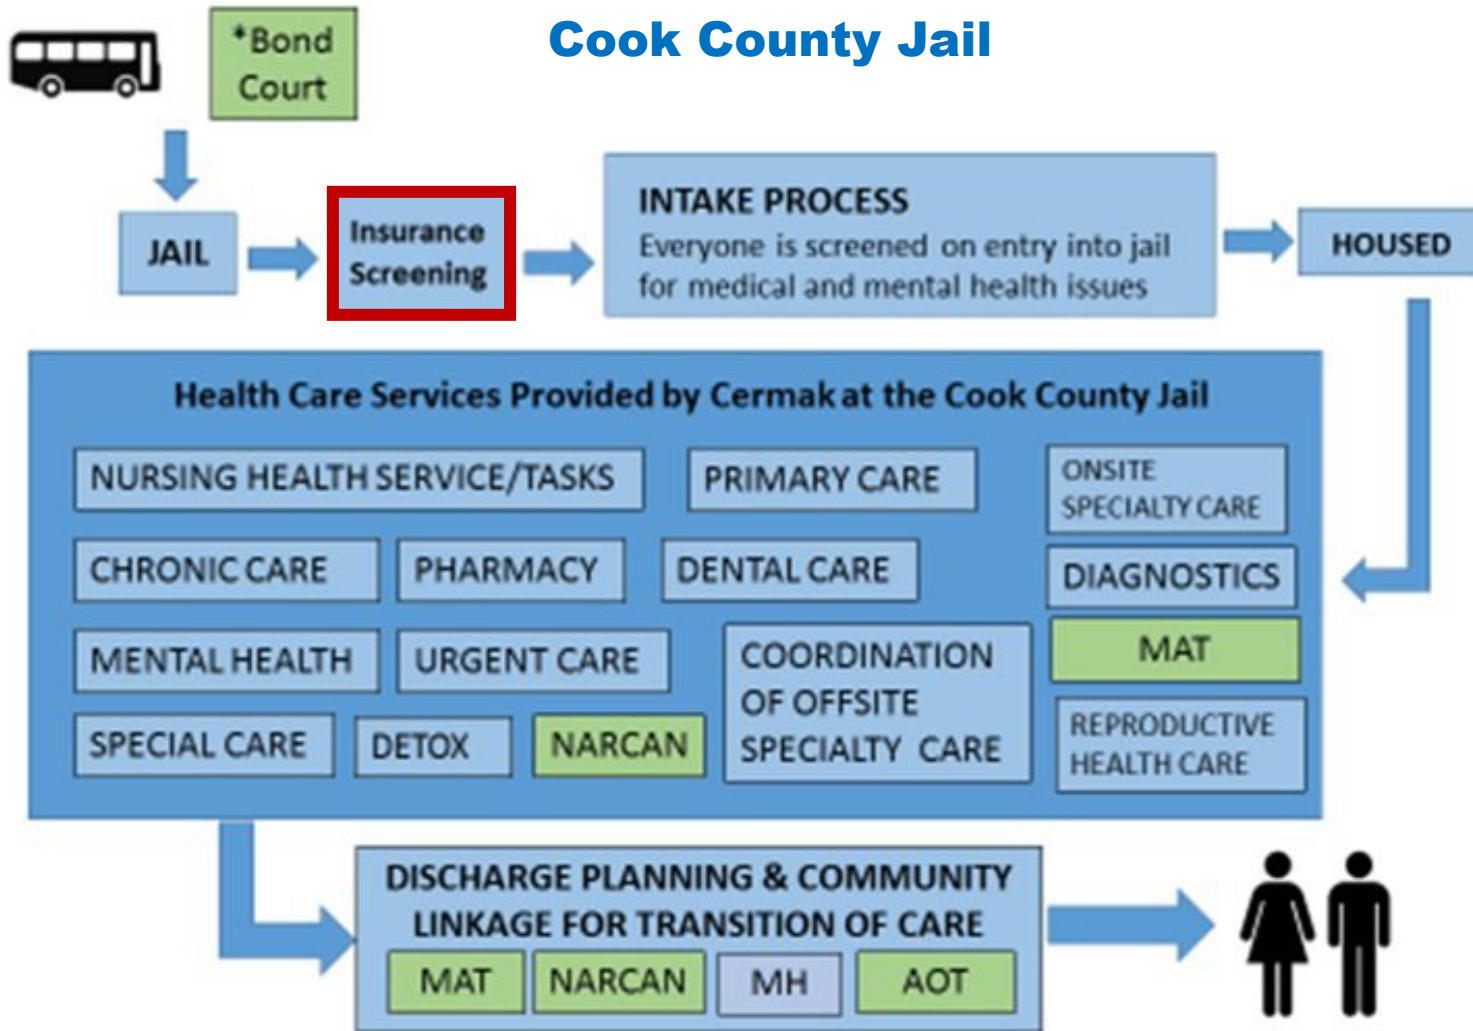 Cook County Jail
*Bond
Court
JAIL
Insurance
Screening
INTAKE PROCESS
Everyone is screened on entry into jail
for medical and mental health issues
HOUSED
Health Care Services Provided by Cermak at the Cook County Jail
NURSING HEALTH SERVICE/TASKS
PRIMARY CARE
ONSITE
SPECIALTY CARE
CHRONIC CARE
PHARMACY
DENTAL CARE
DIAGNOSTICS
MENTAL HEALTH
URGENT CARE
COORDINATION
OF OFFSITE
SPECIALTY CARE
MAT
SPECIAL CARE
DETOX
NARCAN
REPRODUCTIVE
HEALTH CARE
DISCHARGE PLANNING & COMMUNITY
LINKAGE FOR TRANSITION OF CARE
MAT
NARCAN
MH
AOT